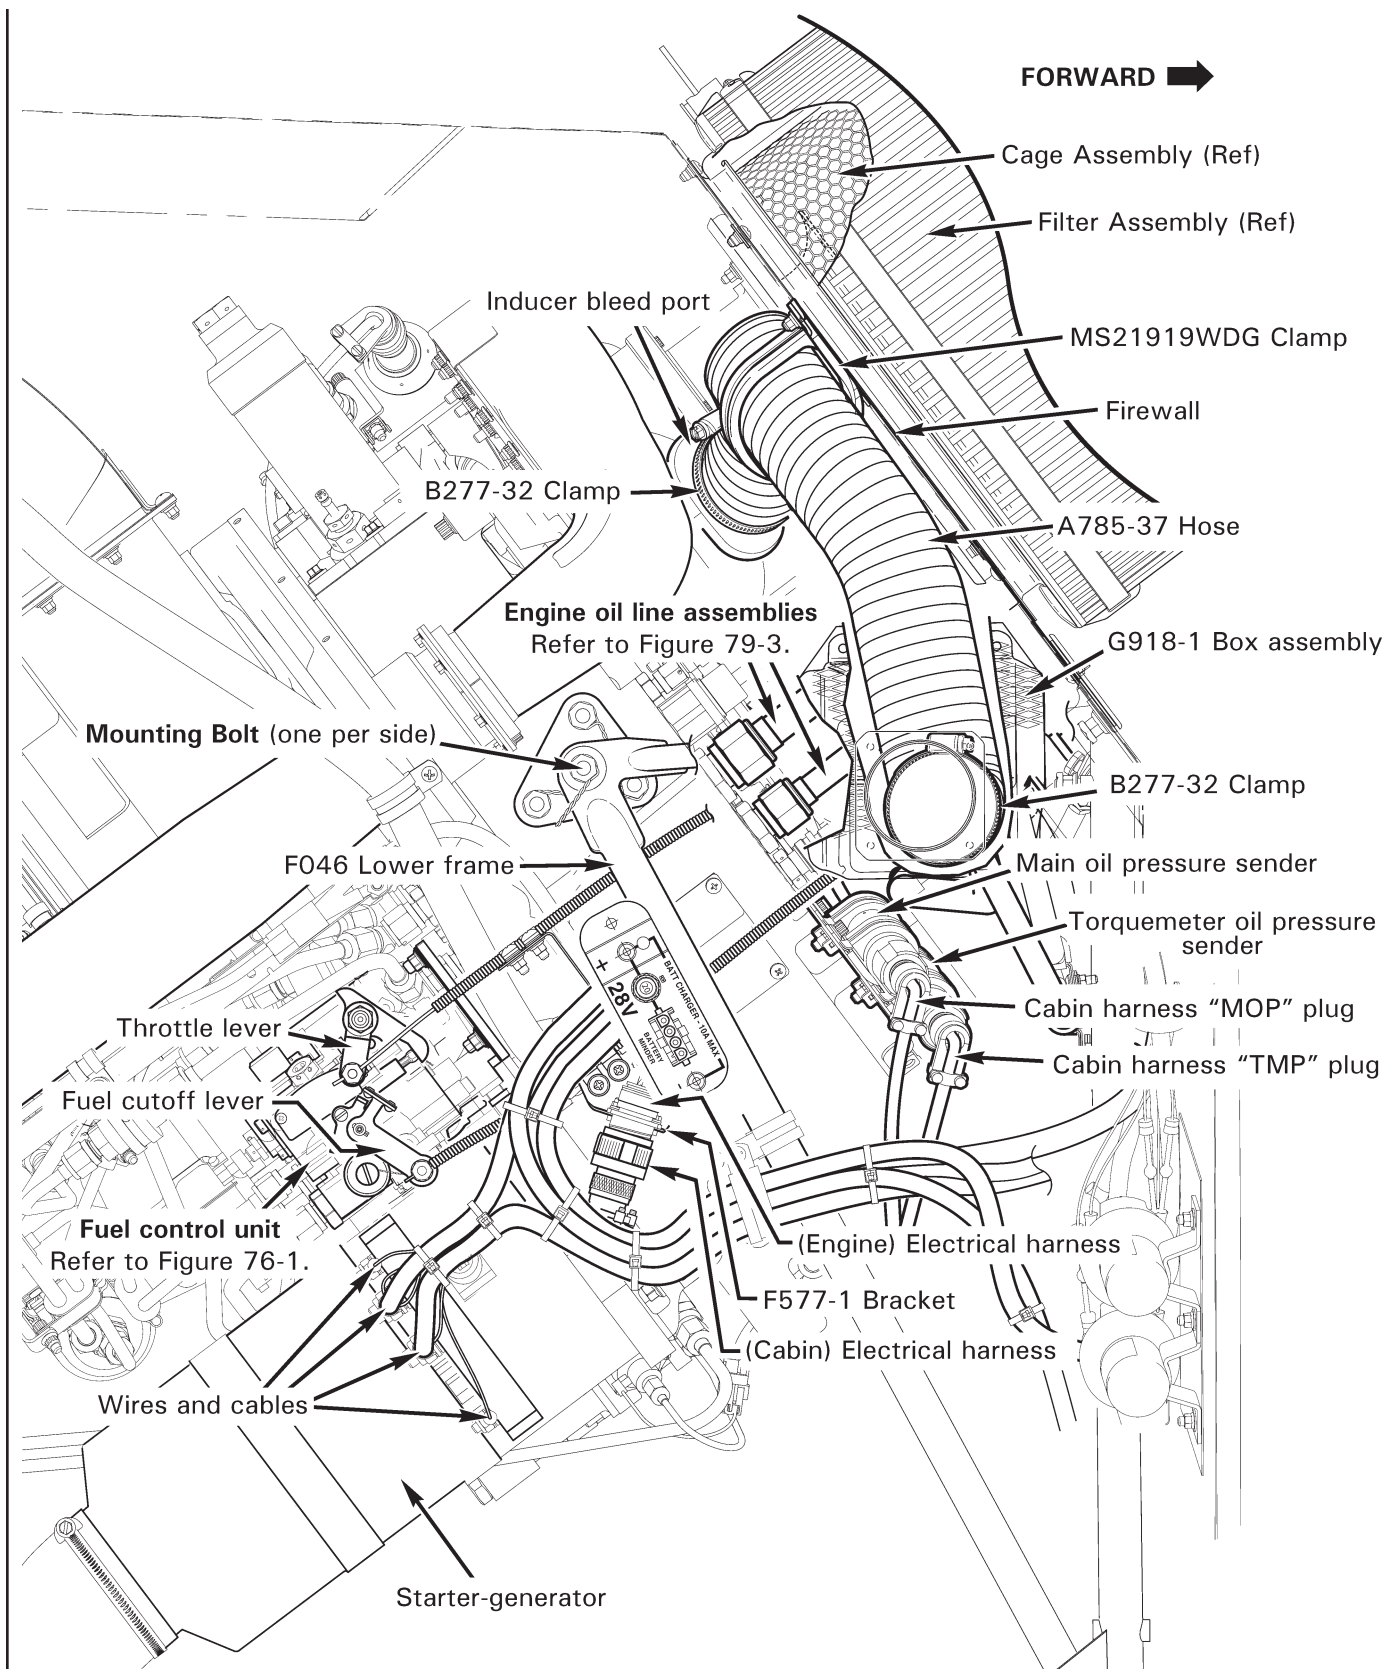 FORWARD
Cage Assembly (Ref)
Filter Assembly (Ref)
Inducer bleed port
MS21919WDG Clamp
Firewall
B277-32 Clamp
A785-37 Hose
Engine oil line assemblies
Refer to Figure 79-3.
G918-1 Box assembly
Mounting Bolt (one per side)
B277-32 Clamp
F046 Lower frame
Main oil pressure sender
Torquemeter oil pressure
sender
+
28V
BATT CHARGER - 10A MAX
20
BATTERY
MINDER
-
Cabin harness “MOP” plug
Throttle lever
Cabin harness “TMP” plug
Fuel cutoff lever
Fuel control unit
Refer to Figure 76-1.
(Engine) Electrical harness
F577-1 Bracket
(Cabin) Electrical harness
Wires and cables
Starter-generator